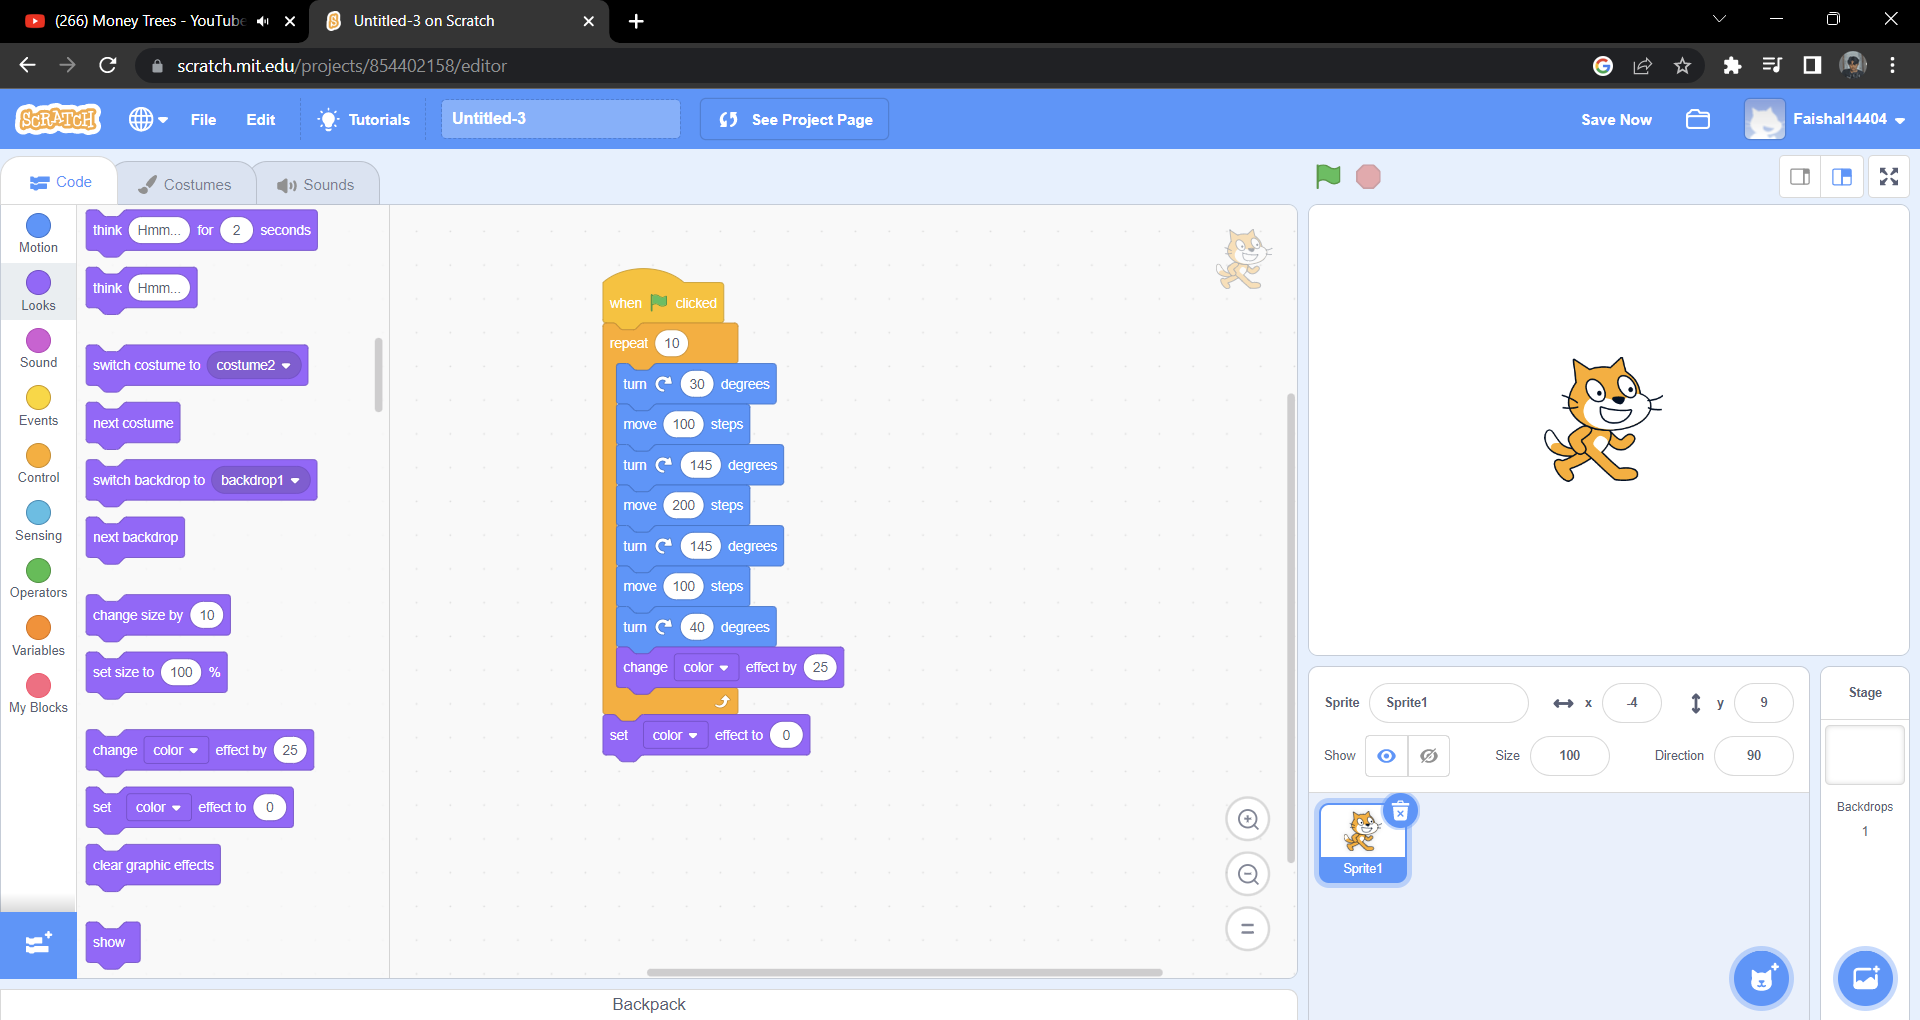 (266) Money Trees - YouTube
Untitled-3 on Scratch
scratch.mit.edu/projects/854402158/editor
SCRATCH
File
Edit
Tutorials
Untitled-3
See Project Page
Save Now
Faishal14404
Code
Costumes
Sounds
Motion
Looks
Sound
Events
Control
Sensing
Operators
Variables
My Blocks
think Hmm... for 2 seconds
think Hmm...
switch costume to costume2
next costume
switch backdrop to backdrop1
next backdrop
change size by 10
set size to 100 %
change color effect by 25
set color effect to 0
clear graphic effects
show
when clicked
repeat 10
turn 30 degrees
move 100 steps
turn 145 degrees
move 200 steps
turn 145 degrees
move 100 steps
turn 40 degrees
change color effect by 25
set color effect to 0
Backpack
Sprite Sprite1 x -4 y 9
Show Size 100 Direction 90
Sprite1
Stage
Backdrops
1